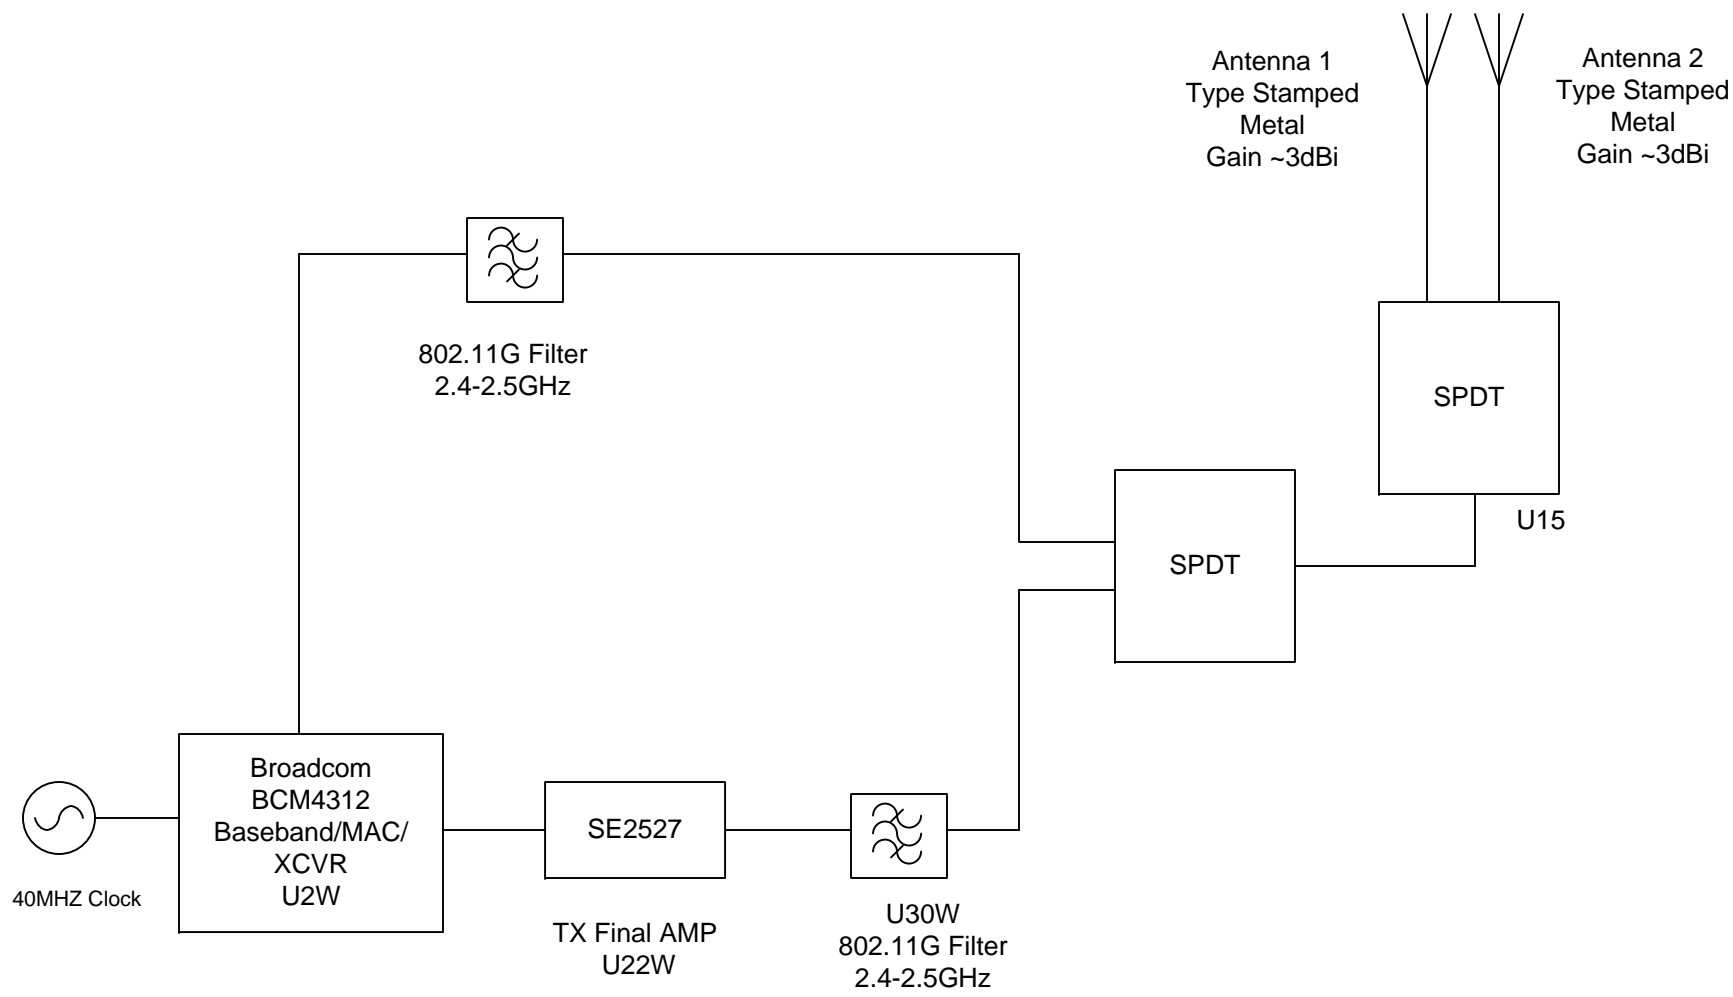 Antenna 1
Type Stamped
Metal
Gain ~3dBi
Antenna 2
Type Stamped
Metal
Gain ~3dBi
802.11G Filter
2.4-2.5GHz
SPDT
U15
SPDT
Broadcom
BCM4312
Baseband/MAC/
XCVR
U2W
40MHZ Clock
SE2527
TX Final AMP
U22W
U30W
802.11G Filter
2.4-2.5GHz